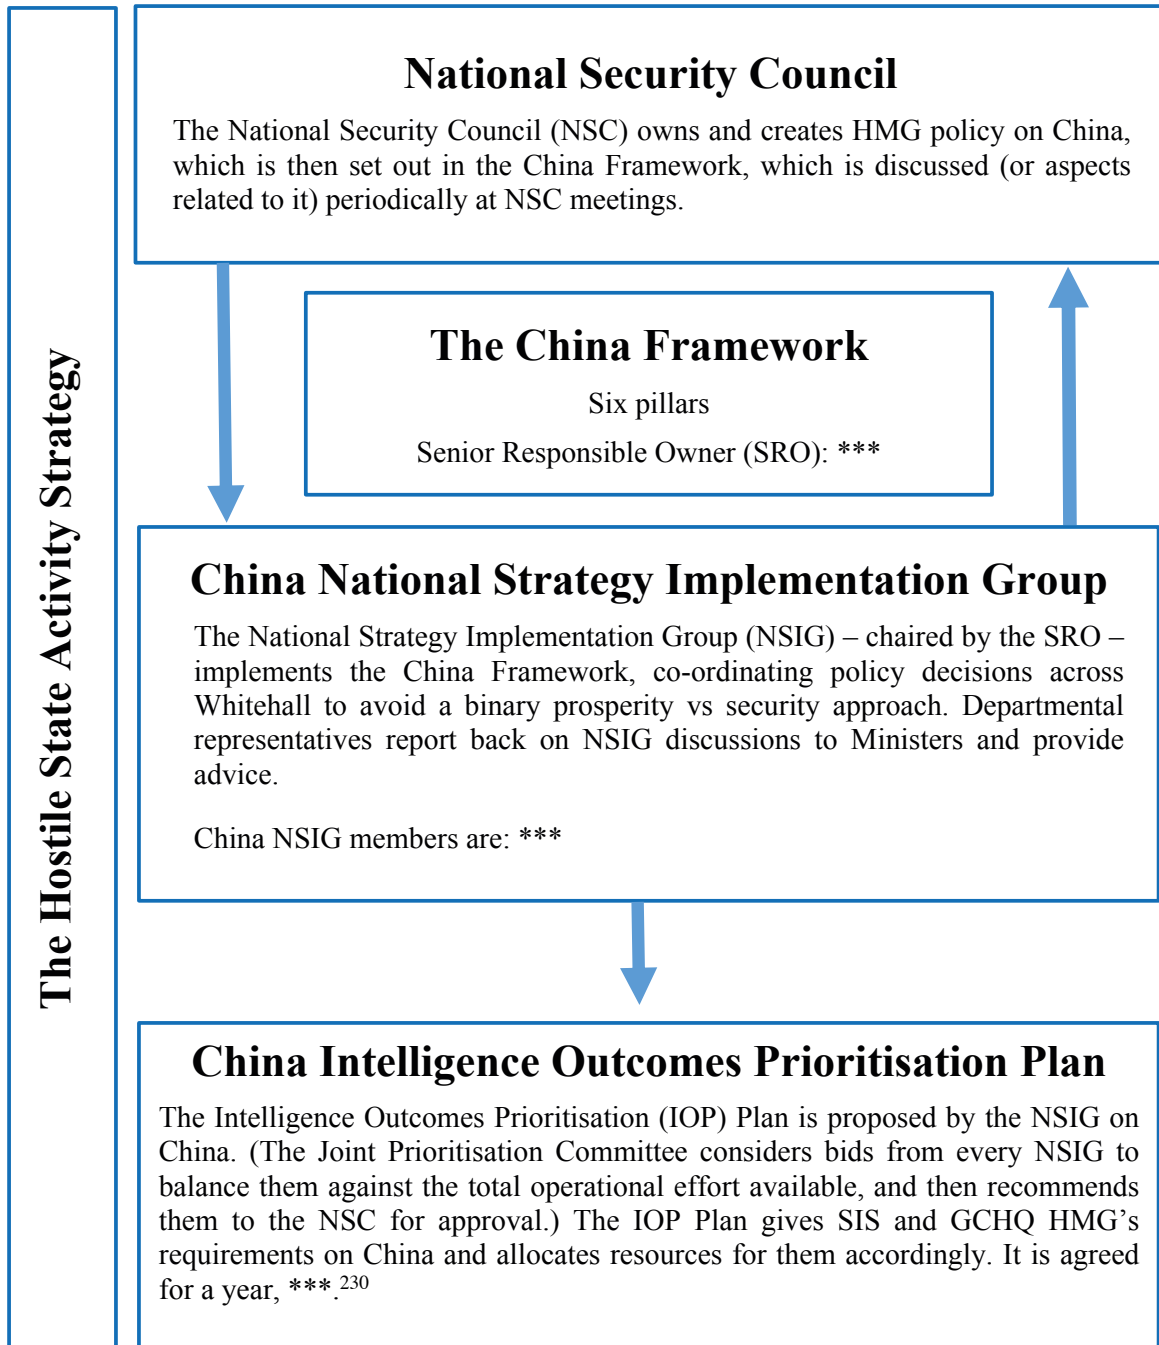 The Hostile State Activity Strategy
National Security Council
The National Security Council (NSC) owns and creates HMG policy on China,
which is then set out in the China Framework, which is discussed (or aspects
related to it) periodically at NSC meetings.
The China Framework
Six pillars
Senior Responsible Owner (SRO): ***
China National Strategy Implementation Group
The National Strategy Implementation Group (NSIG) – chaired by the SRO –
implements the China Framework, co-ordinating policy decisions across
Whitehall to avoid a binary prosperity vs security approach. Departmental
representatives report back on NSIG discussions to Ministers and provide
advice.
China NSIG members are: ***
China Intelligence Outcomes Prioritisation Plan
The Intelligence Outcomes Prioritisation (IOP) Plan is proposed by the NSIG on
China. (The Joint Prioritisation Committee considers bids from every NSIG to
balance them against the total operational effort available, and then recommends
them to the NSC for approval.) The IOP Plan gives SIS and GCHQ HMG’s
requirements on China and allocates resources for them accordingly. It is agreed
for a year, ***.230